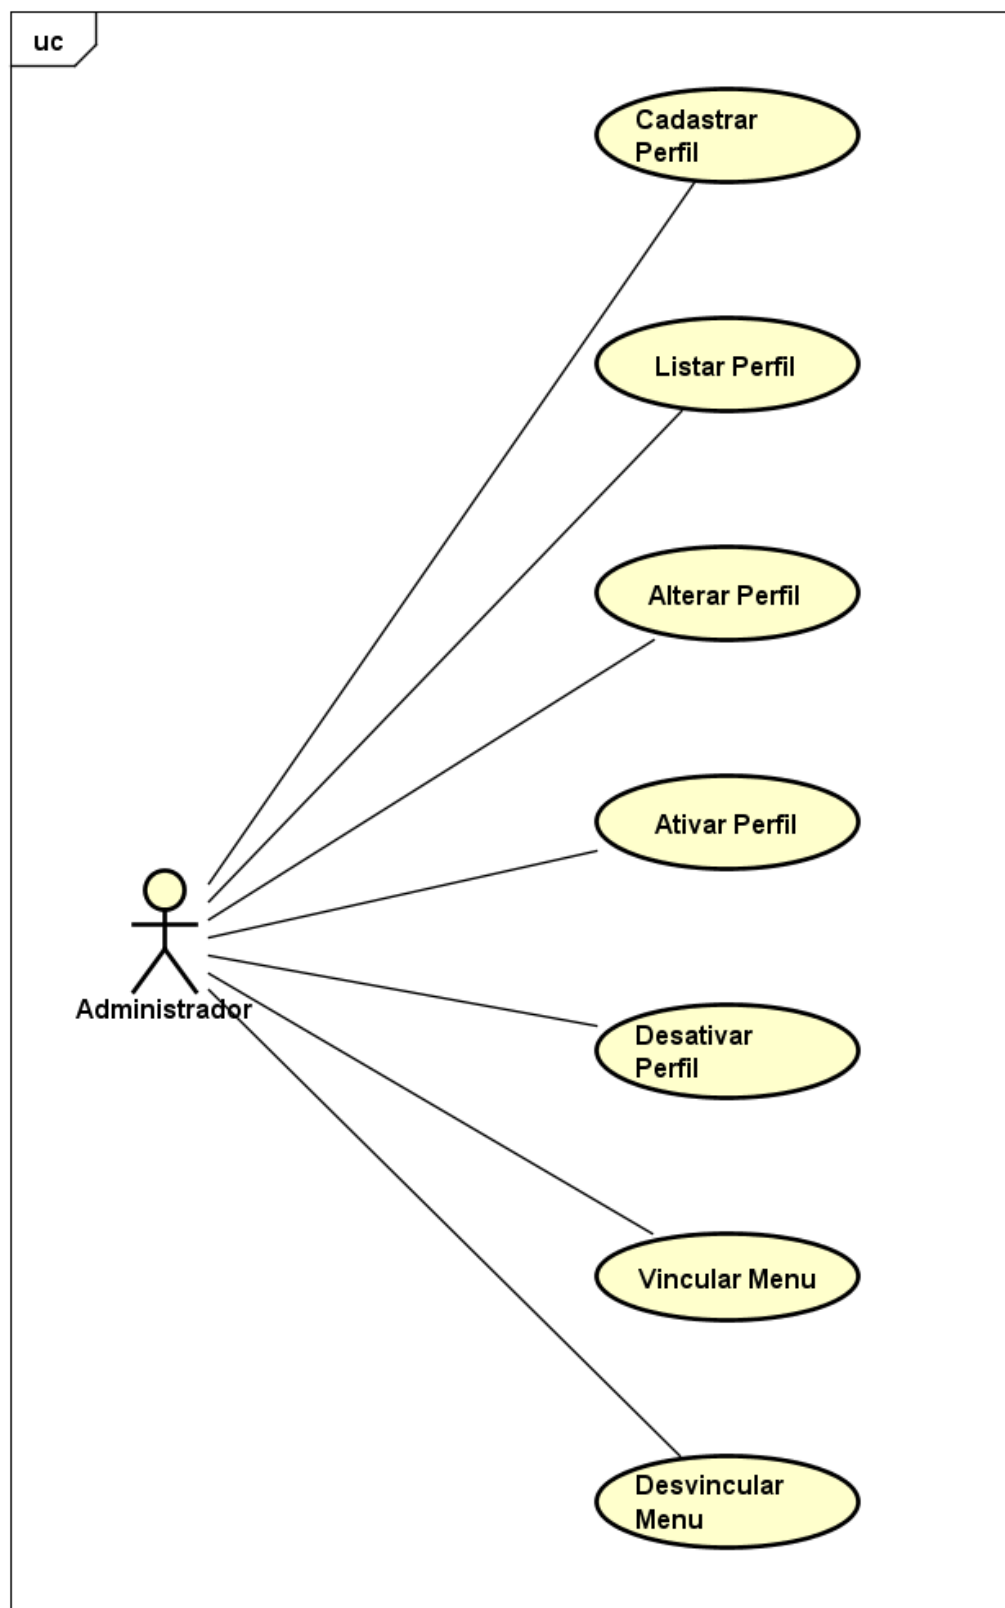 uc
Cadastrar
Perfil
Listar Perfil
Alterar Perfil
Ativar Perfil
Administrador
Desativar
Perfil
Vincular Menu
Desvincular
Menu